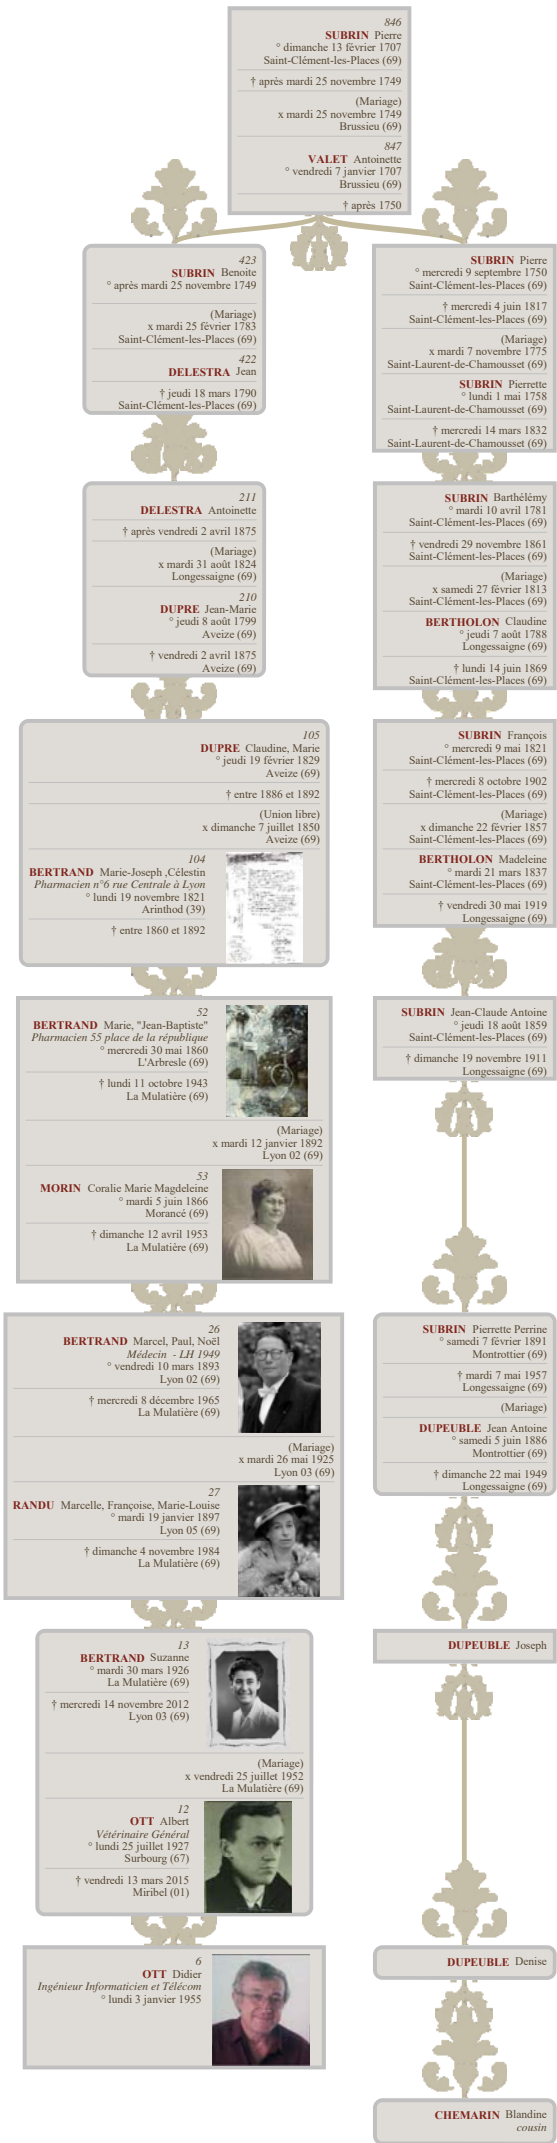 846
SUBRIN Pierre
° dimanche 13 février 1707
Saint-Clément-les-Places (69)
† après mardi 25 novembre 1749
(Mariage)
x mardi 25 novembre 1749
Brussieu (69)
847
VALET Antoinette
° vendredi 7 janvier 1707
Brussieu (69)
† après 1750
423
SUBRIN Benoite
° après mardi 25 novembre 1749
(Mariage)
x mardi 25 février 1783
Saint-Clément-les-Places (69)
422
DELESTRA Jean
† jeudi 18 mars 1790
Saint-Clément-les-Places (69)
SUBRIN Pierre
° mercredi 9 septembre 1750
Saint-Clément-les-Places (69)
† mercredi 4 juin 1817
Saint-Clément-les-Places (69)
(Mariage)
x mardi 7 novembre 1775
Saint-Laurent-de-Chamousset (69)
SUBRIN Pierrette
° lundi 1 mai 1758
Saint-Laurent-de-Chamousset (69)
† mercredi 14 mars 1832
Saint-Laurent-de-Chamousset (69)
211
DELESTRA Antoinette
† après vendredi 2 avril 1875
(Mariage)
x mardi 31 août 1824
Longessaigne (69)
210
DUPRE Jean-Marie
° jeudi 8 août 1799
Aveize (69)
† vendredi 2 avril 1875
Aveize (69)
SUBRIN Barthélémy
° mardi 10 avril 1781
Saint-Clément-les-Places (69)
† vendredi 29 novembre 1861
Saint-Clément-les-Places (69)
(Mariage)
x samedi 27 février 1813
Saint-Clément-les-Places (69)
BERTHOLON Claudine
° jeudi 7 août 1788
Longessaigne (69)
† lundi 14 juin 1869
Saint-Clément-les-Places (69)
105
DUPRE Claudine, Marie
° jeudi 19 février 1829
Aveize (69)
† entre 1886 et 1892
(Union libre)
x dimanche 7 juillet 1850
Aveize (69)
104
BERTRAND Marie-Joseph ,Célestin
Pharmacien n°6 rue Centrale à Lyon
° lundi 19 novembre 1821
Arinthod (39)
† entre 1860 et 1892
SUBRIN François
° mercredi 9 mai 1821
Saint-Clément-les-Places (69)
† mercredi 8 octobre 1902
Saint-Clément-les-Places (69)
(Mariage)
x dimanche 22 février 1857
Saint-Clément-les-Places (69)
BERTHOLON Madeleine
° mardi 21 mars 1837
Saint-Clément-les-Places (69)
† vendredi 30 mai 1919
Longessaigne (69)
52
BERTRAND Marie, "Jean-Baptiste"
Pharmacien 55 place de la république
° mercredi 30 mai 1860
L'Arbresle (69)
† lundi 11 octobre 1943
La Mulatière (69)
(Mariage)
x mardi 12 janvier 1892
Lyon 02 (69)
53
MORIN Coralie Marie Magdeleine
° mardi 5 juin 1866
Morancé (69)
† dimanche 12 avril 1953
La Mulatière (69)
SUBRIN Jean-Claude Antoine
° jeudi 18 août 1859
Saint-Clément-les-Places (69)
† dimanche 19 novembre 1911
Longessaigne (69)
26
BERTRAND Marcel, Paul, Noël
Médecin - LH 1949
° vendredi 10 mars 1893
Lyon 02 (69)
† mercredi 8 décembre 1965
La Mulatière (69)
(Mariage)
x mardi 26 mai 1925
Lyon 03 (69)
27
RANDU Marcelle, Françoise, Marie-Louise
° mardi 19 janvier 1897
Lyon 05 (69)
† dimanche 4 novembre 1984
La Mulatière (69)
SUBRIN Pierrette Perrine
° samedi 7 février 1891
Montrottier (69)
† mardi 7 mai 1957
Longessaigne (69)
(Mariage)
DUPEUBLE Jean Antoine
° samedi 5 juin 1886
Montrottier (69)
† dimanche 22 mai 1949
Longessaigne (69)
13
BERTRAND Suzanne
° mardi 30 mars 1926
La Mulatière (69)
† mercredi 14 novembre 2012
Lyon 03 (69)
(Mariage)
x vendredi 25 juillet 1952
La Mulatière (69)
12
OTT Albert
Vétérinaire Général
° lundi 25 juillet 1927
Surbourg (67)
† vendredi 13 mars 2015
Miribel (01)
DUPEUBLE Joseph
6
OTT Didier
Ingénieur Informaticien et Télécom
° lundi 3 janvier 1955
DUPEUBLE Denise
CHEMARIN Blandine
cousin